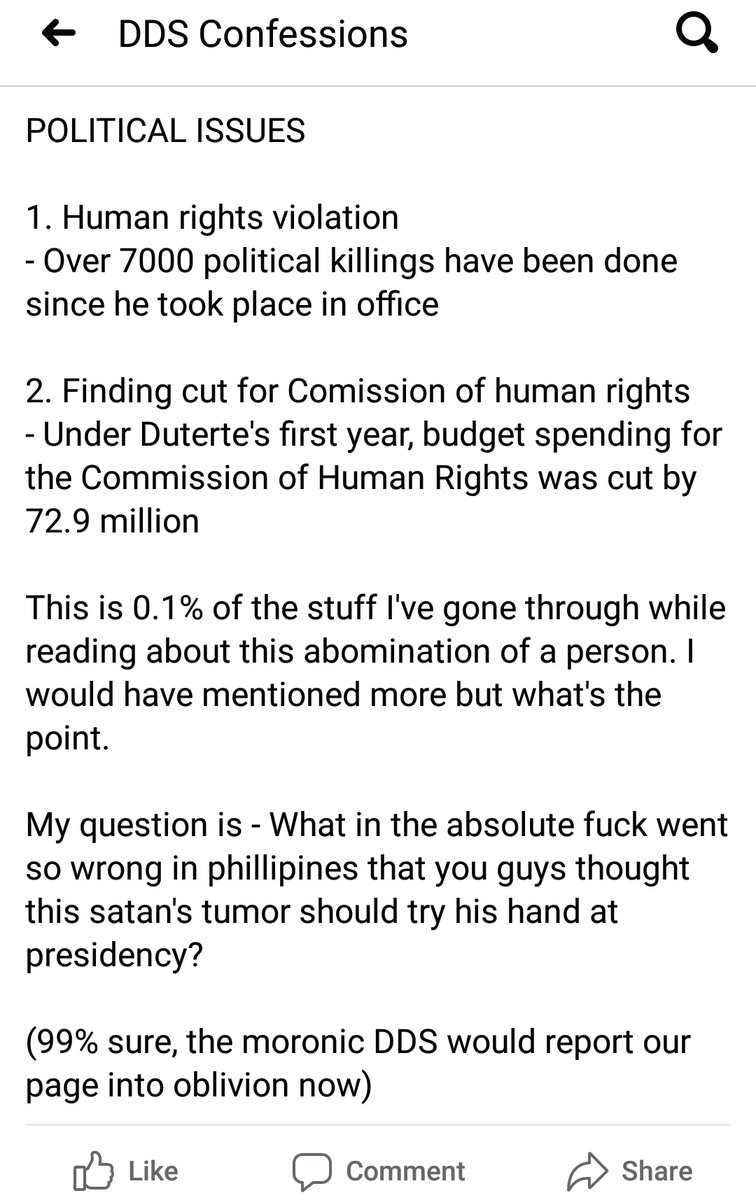 DDS Confessions
POLITICAL ISSUES
1. Human rights violation
- Over 7000 political killings have been done
since he took place in office
2. Finding cut for Comission of human rights
- Under Duterte's first year, budget spending for
the Commission of Human Rights was cut by
72.9 million
This is 0.1% of the stuff I've gone through while
reading about this abomination of a person. I
would have mentioned more but what's the
point.
My question is - What in the absolute fuck went
so wrong in phillipines that you guys thought
this satan's tumor should try his hand at
presidency?
(99% sure, the moronic DDS would report our
page into oblivion now)
Like Comment Share